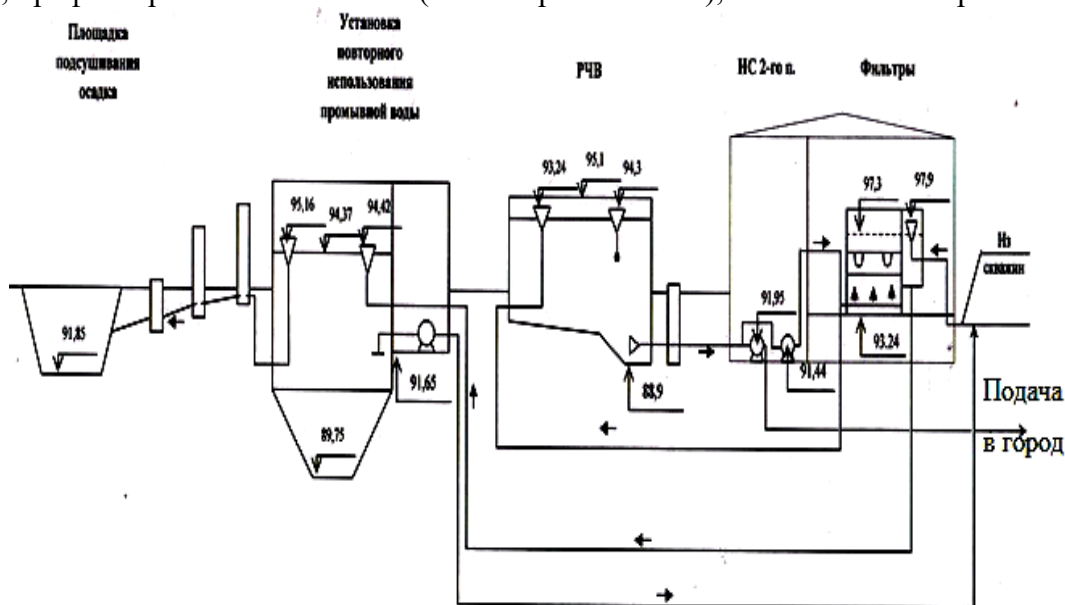 Площадка
подсушивания
осадка
Установка
повторного
использования
промывной воды
РЧВ
НС 2-го п.
Фильтры
95,16
94,37
94,42
93,24
95,1
94,3
97,3
97,9
Из
скважин
91,85
91,65
91,95
91,44
93.24
88,9
89,75
Подача
в город